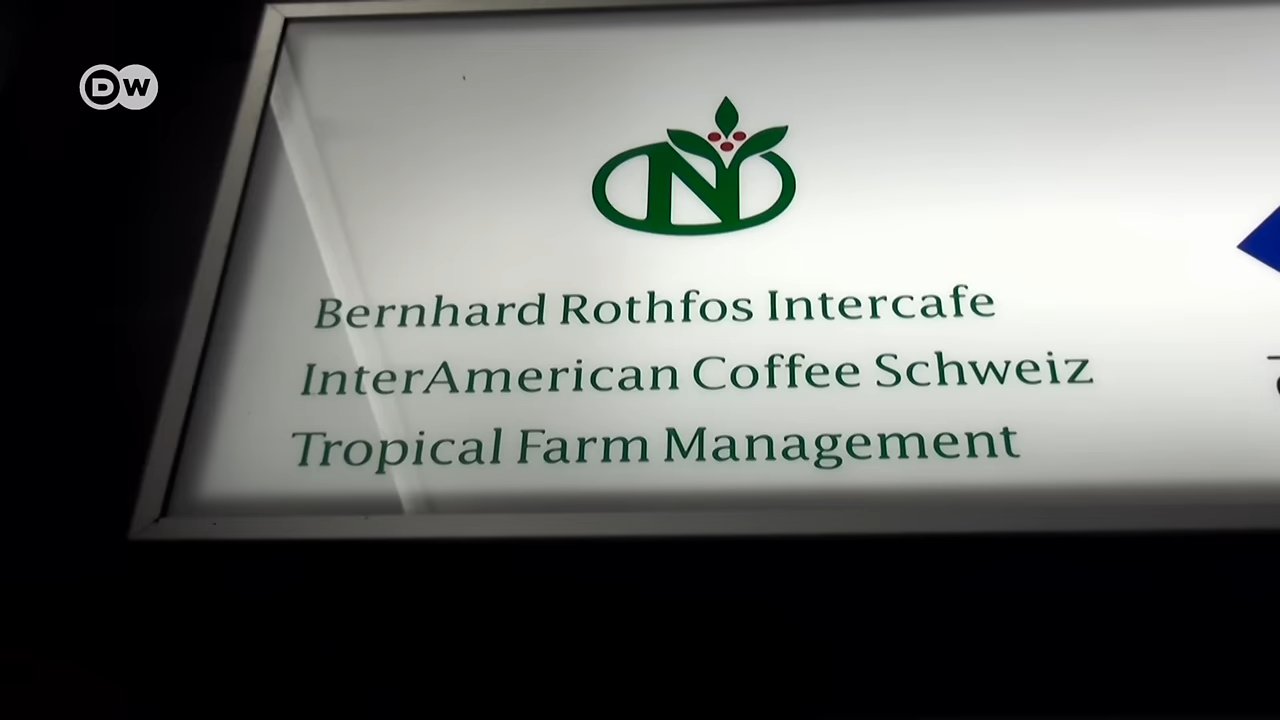 DW
N
Bernhard Rothfos Intercafe
InterAmerican Coffee Schweiz
Tropical Farm Management